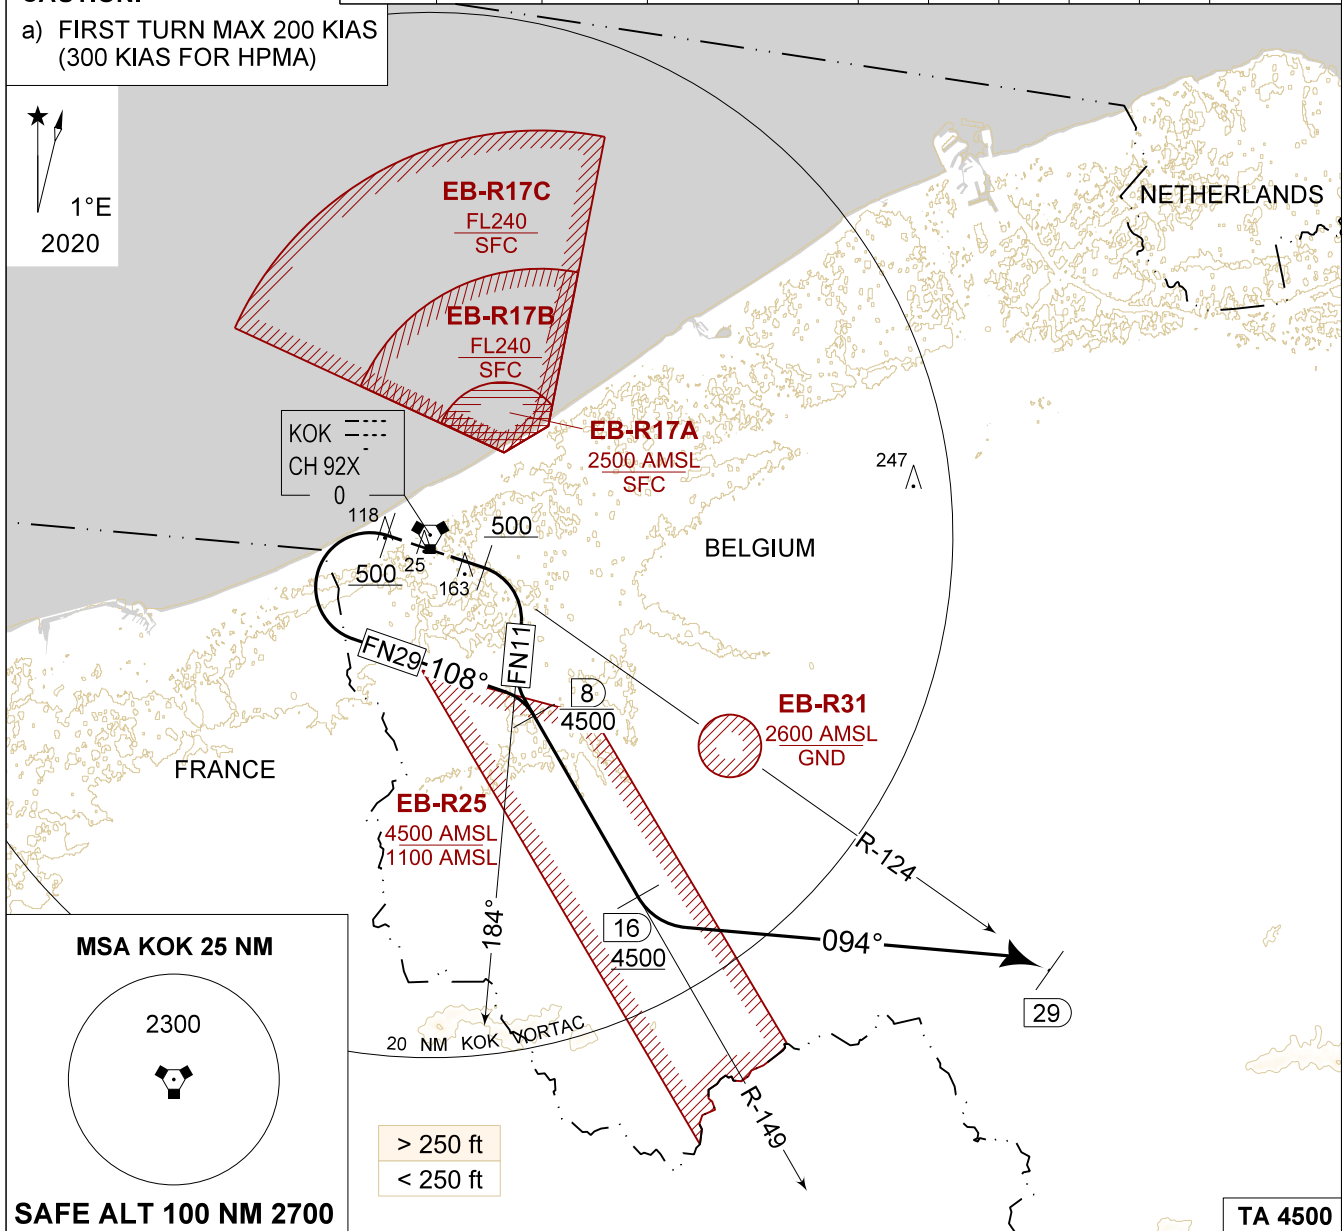 a) FIRST TURN MAX 200 KIAS
(300 KIAS FOR HPMA)
1°E
2020
NETHERLANDS
EB-R17C
FL240
SFC
EB-R17B
FL240
SFC
EB-R17A
2500 AMSL
SFC
KOK
CH 92X
0
247
118
500
25
500
163
BELGIUM
FN29
108°
FN11
8
4500
EB-R31
2600 AMSL
GND
FRANCE
EB-R25
4500 AMSL
1100 AMSL
R-124
184°
16
4500
094°
29
MSA KOK 25 NM
2300
20 NM KOK VORTAC
R-149
> 250 ft
< 250 ft
SAFE ALT 100 NM 2700
TA 4500